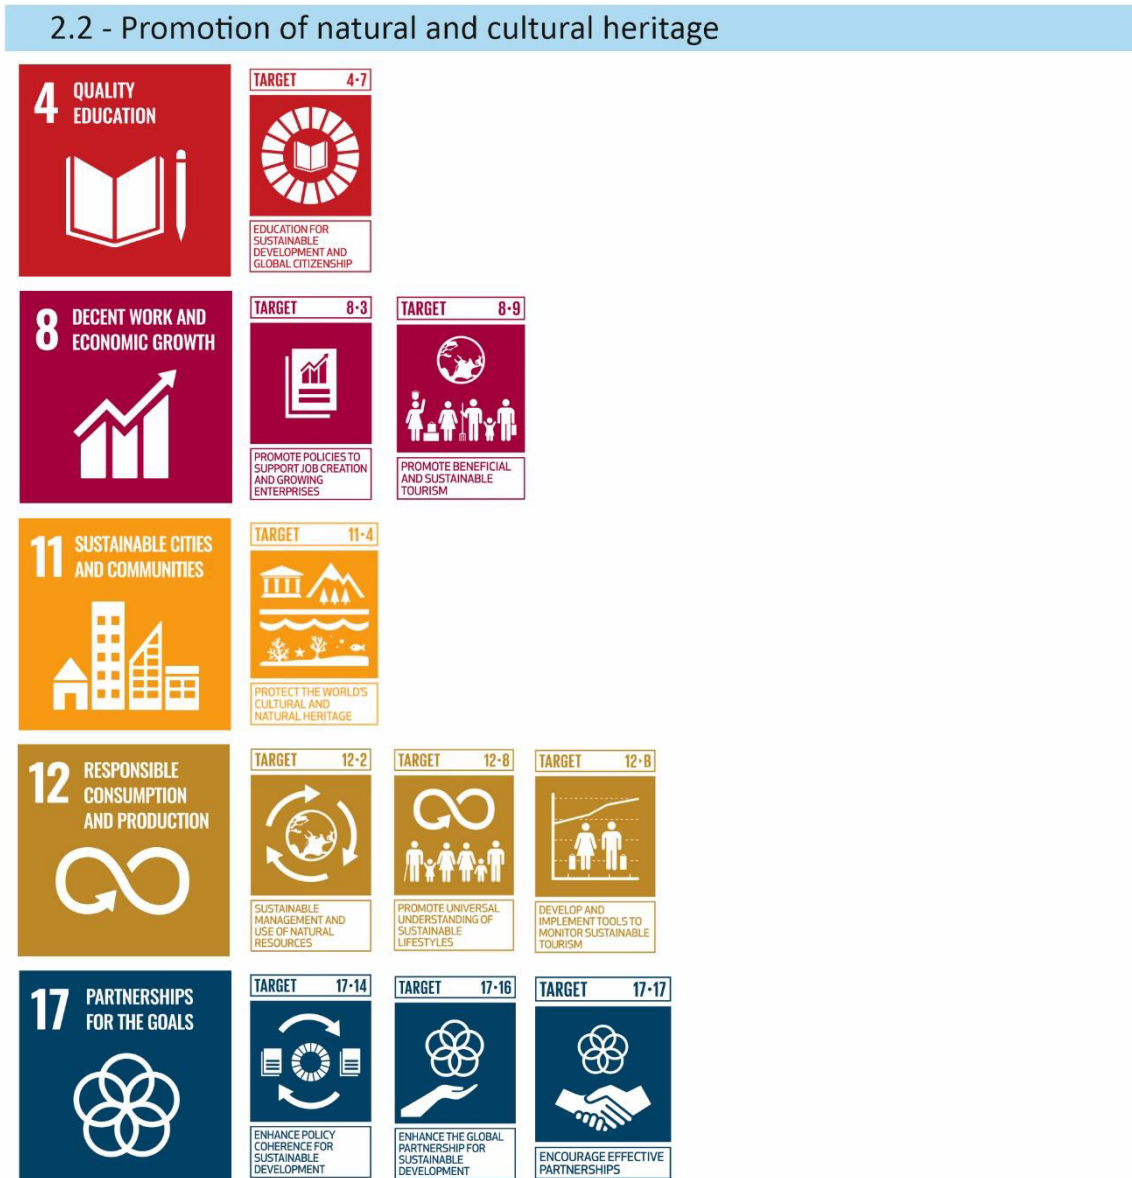 2.2 - Promotion of natural and cultural heritage
4 QUALITY
EDUCATION
TARGET 4·7
EDUCATION FOR
SUSTAINABLE
DEVELOPMENT AND
GLOBAL CITIZENSHIP
8 DECENT WORK AND
ECONOMIC GROWTH
TARGET 8·3
PROMOTE POLICIES TO
SUPPORT JOB CREATION
AND GROWING
ENTERPRISES
TARGET 8·9
PROMOTE BENEFICIAL
AND SUSTAINABLE
TOURISM
11 SUSTAINABLE CITIES
AND COMMUNITIES
TARGET 11·4
PROTECT THE WORLD'S
CULTURAL AND
NATURAL HERITAGE
12 RESPONSIBLE
CONSUMPTION
AND PRODUCTION
TARGET 12·2
SUSTAINABLE
MANAGEMENT AND
USE OF NATURAL
RESOURCES
TARGET 12·8
PROMOTE UNIVERSAL
UNDERSTANDING OF
SUSTAINABLE
LIFESTYLES
TARGET 12·B
DEVELOP AND
IMPLEMENT TOOLS TO
MONITOR SUSTAINABLE
TOURISM
17 PARTNERSHIPS
FOR THE GOALS
TARGET 17·14
ENHANCE POLICY
COHERENCE FOR
SUSTAINABLE
DEVELOPMENT
TARGET 17·16
ENHANCE THE GLOBAL
PARTNERSHIP FOR
SUSTAINABLE
DEVELOPMENT
TARGET 17·17
ENCOURAGE EFFECTIVE
PARTNERSHIPS